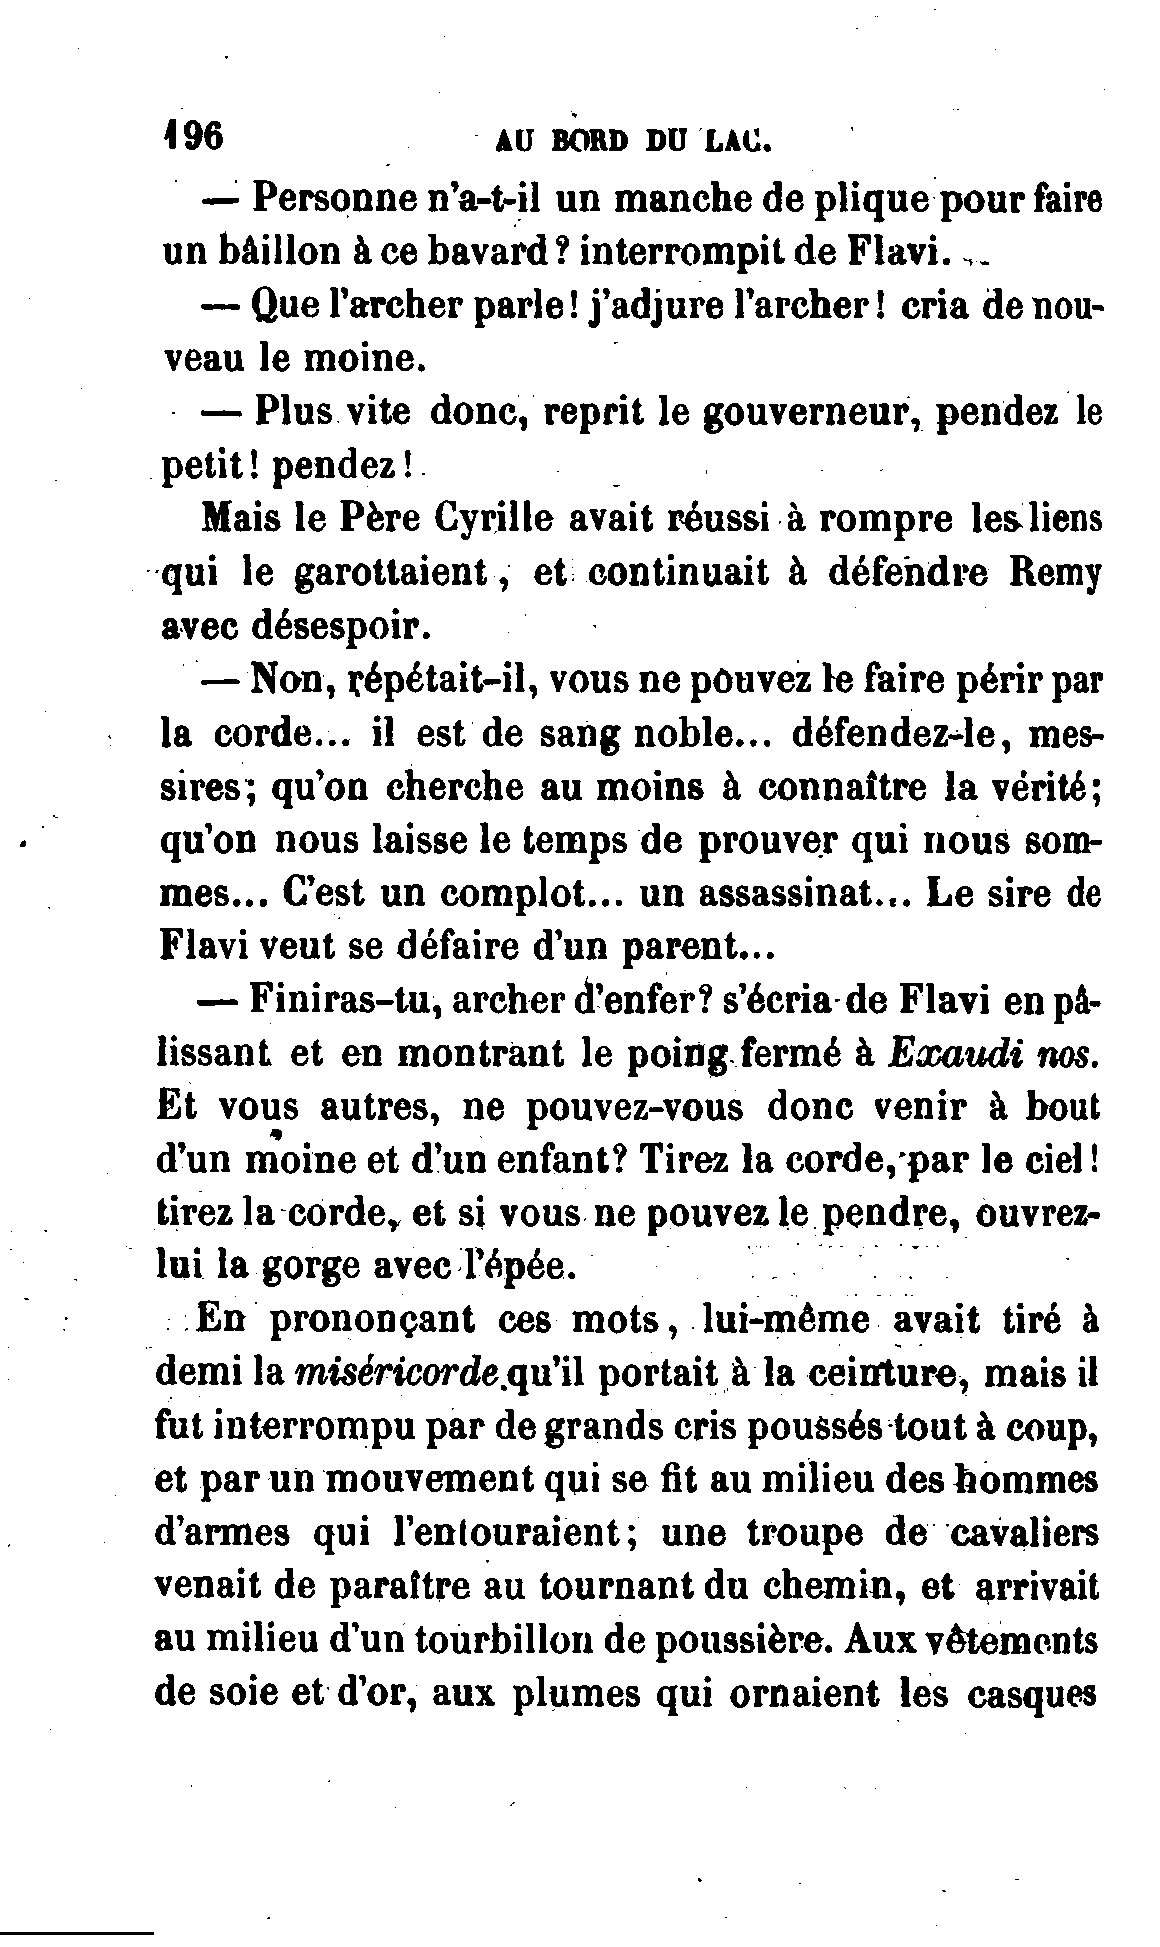 196 AU BORD DU LAC.
— Personne n'a-t-il un manche de plique pour faire
un bâillon à ce bavard ? interrompit de Flavi.
— Que l'archer parle ! j'adjure l'archer ! cria de nou-
veau le moine.
— Plus vite donc, reprit le gouverneur, pendez le
petit ! pendez !
Mais le Père Cyrille avait réussi à rompre les liens
qui le garottaient, et continuait à défendre Remy
avec désespoir.
— Non, répétait-il, vous ne pouvez le faire périr par
la corde... il est de sang noble... défendez-le, mes-
sires ; qu'on cherche au moins à connaître la vérité ;
qu'on nous laisse le temps de prouver qui nous som-
mes... C'est un complot... un assassinat... Le sire de
Flavi veut se défaire d'un parent...
— Finiras-tu, archer d'enfer? s'écria de Flavi en pâ-
lissant et en montrant le poing fermé à Exaudi nos.
Et vous autres, ne pouvez-vous donc venir à bout
d'un moine et d'un enfant? Tirez la corde, par le ciel !
tirez la corde, et si vous ne pouvez le pendre, ouvrez-
lui la gorge avec l'épée.
En prononçant ces mots, lui-même avait tiré à
demi la miséricorde qu'il portait à la ceinture, mais il
fut interrompu par de grands cris poussés tout à coup,
et par un mouvement qui se fit au milieu des hommes
d'armes qui l'entouraient ; une troupe de cavaliers
venait de paraître au tournant du chemin, et arrivait
au milieu d'un tourbillon de poussière. Aux vêtements
de soie et d'or, aux plumes qui ornaient les casques